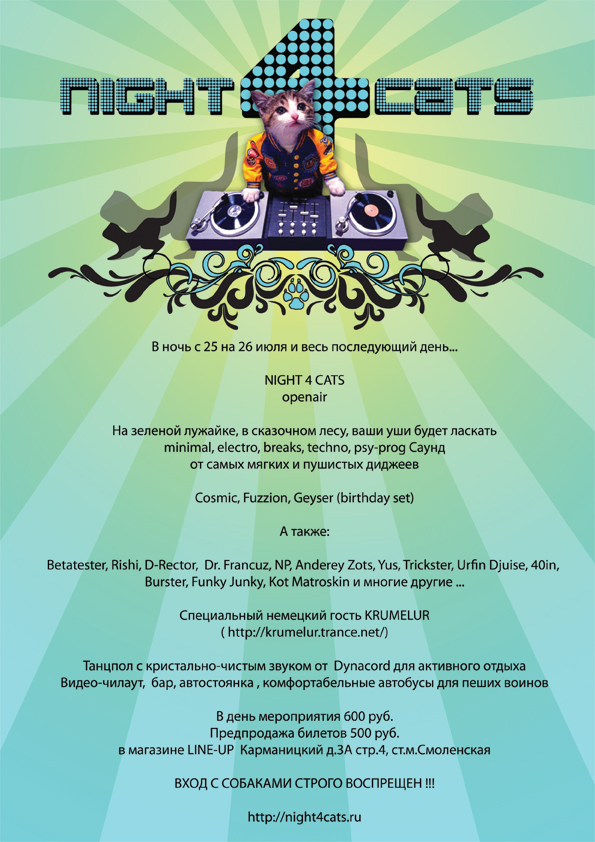 NIGHT 4 CATS
В ночь с 25 на 26 июля и весь последующий день...
NIGHT 4 CATS
openair
На зеленой лужайке, в сказочном лесу, ваши уши будет ласкать
minimal, electro, breaks, techno, psy-prog Саунд
от самых мягких и пушистых диджеев
Cosmic, Fuzzion, Geyser (birthday set)
А также:
Betatester, Rishi, D-Rector, Dr. Francuz, NP, Anderey Zots, Yus, Trickster, Urfin Djuise, 40in,
Burster, Funky Junky, Kot Matroskin и многие другие ...
Специальный немецкий гость KRUMELUR
( http://krumelur.trance.net/)
Танцпол с кристально-чистым звуком от Dynacord для активного отдыха
Видео-чилаут, бар, автостоянка , комфортабельные автобусы для пеших воинов
В день мероприятия 600 руб.
Предпродажа билетов 500 руб.
в магазине LINE-UP Карманицкий д.3А стр.4, ст.м.Смоленская
ВХОД С СОБАКАМИ СТРОГО ВОСПРЕЩЕН !!!
http://night4cats.ru